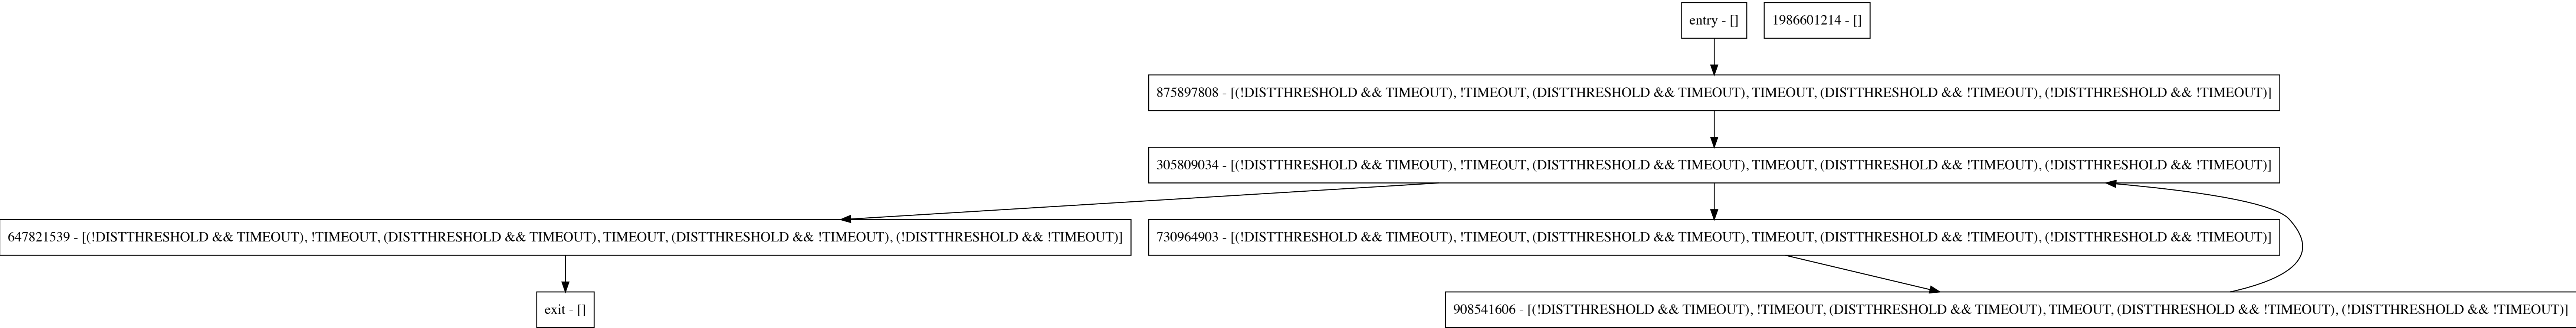 entry - []
1986601214 - []
875897808 - [(!DISTTHRESHOLD && TIMEOUT), !TIMEOUT, (DISTTHRESHOLD && TIMEOUT), TIMEOUT, (DISTTHRESHOLD && !TIMEOUT), (!DISTTHRESHOLD && !TIMEOUT)]
305809034 - [(!DISTTHRESHOLD && TIMEOUT), !TIMEOUT, (DISTTHRESHOLD && TIMEOUT), TIMEOUT, (DISTTHRESHOLD && !TIMEOUT), (!DISTTHRESHOLD && !TIMEOUT)]
647821539 - [(!DISTTHRESHOLD && TIMEOUT), !TIMEOUT, (DISTTHRESHOLD && TIMEOUT), TIMEOUT, (DISTTHRESHOLD && !TIMEOUT), (!DISTTHRESHOLD && !TIMEOUT)]
730964903 - [(!DISTTHRESHOLD && TIMEOUT), !TIMEOUT, (DISTTHRESHOLD && TIMEOUT), TIMEOUT, (DISTTHRESHOLD && !TIMEOUT), (!DISTTHRESHOLD && !TIMEOUT)]
exit - []
908541606 - [(!DISTTHRESHOLD && TIMEOUT), !TIMEOUT, (DISTTHRESHOLD && TIMEOUT), TIMEOUT, (DISTTHRESHOLD && !TIMEOUT), (!DISTTHRESHOLD && !TIMEOUT)]